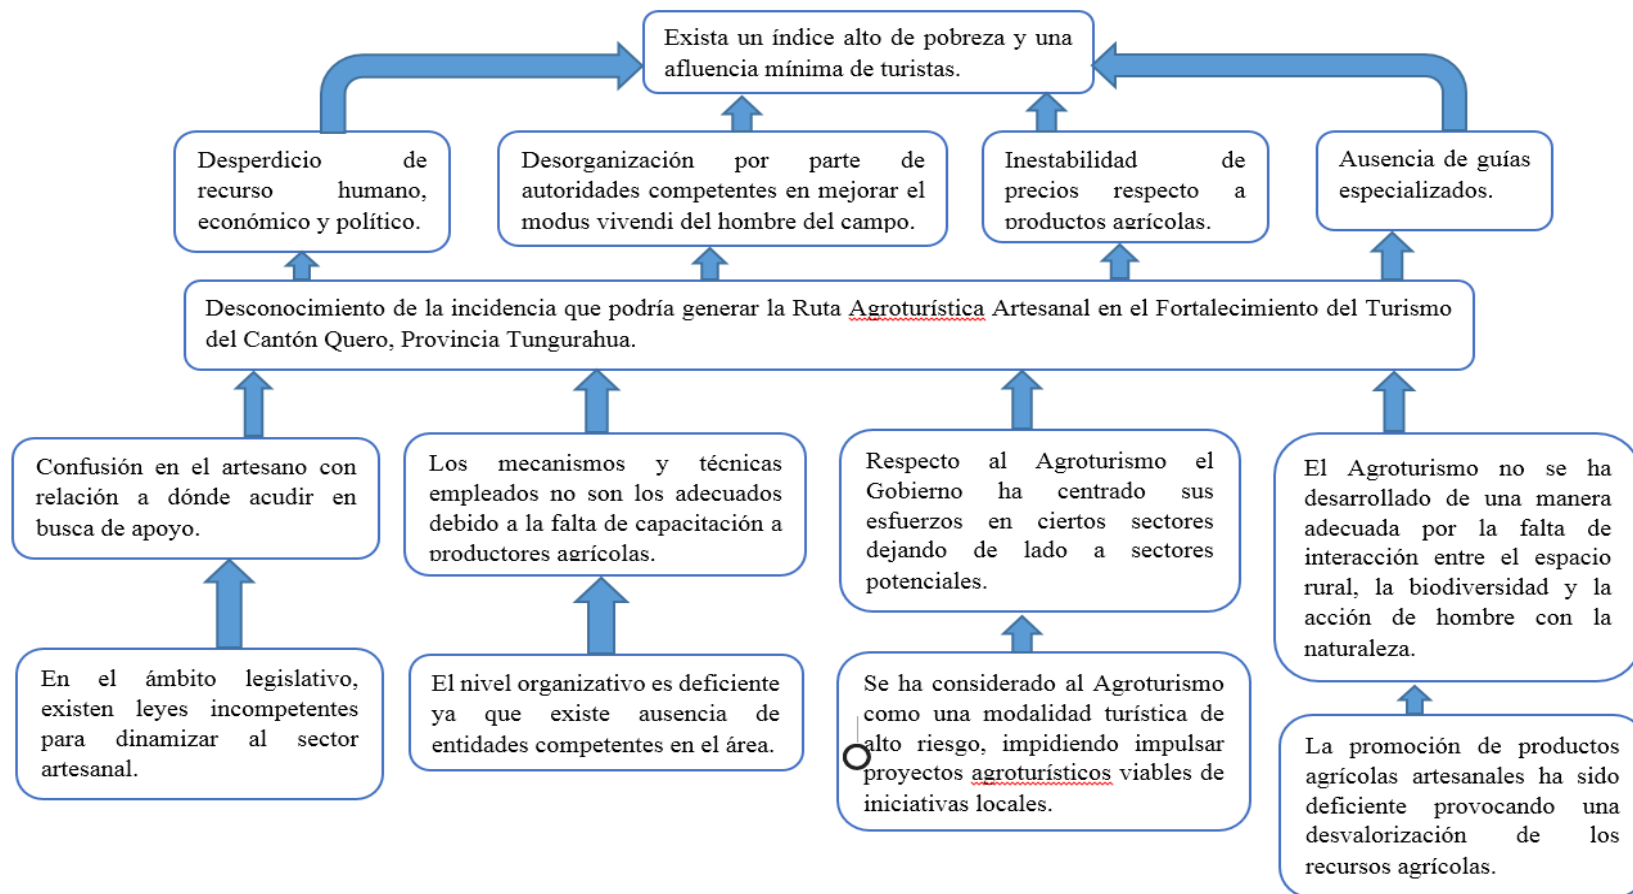 Exista un índice alto de pobreza y una
afluencia mínima de turistas.
Desperdicio de
recurso humano,
económico y político.
Desorganización por parte de
autoridades competentes en mejorar el
modus vivendi del hombre del campo.
Inestabilidad de
precios respecto a
productos agrícolas.
Ausencia de guías
especializados.
Desconocimiento de la incidencia que podría generar la Ruta Agroturística Artesanal en el Fortalecimiento del Turismo
del Cantón Quero, Provincia Tungurahua.
Confusión en el artesano con
relación a dónde acudir en
busca de apoyo.
Los mecanismos y técnicas
empleados no son los adecuados
debido a la falta de capacitación a
productores agrícolas.
Respecto al Agroturismo el
Gobierno ha centrado sus
esfuerzos en ciertos sectores
dejando de lado a sectores
potenciales.
El Agroturismo no se ha
desarrollado de una manera
adecuada por la falta de
interacción entre el espacio
rural, la biodiversidad y la
acción de hombre con la
naturaleza.
En el ámbito legislativo,
existen leyes incompetentes
para dinamizar al sector
artesanal.
El nivel organizativo es deficiente
ya que existe ausencia de
entidades competentes en el área.
Se ha considerado al Agroturismo
como una modalidad turística de
alto riesgo, impidiendo impulsar
proyectos agroturísticos viables de
iniciativas locales.
La promoción de productos
agrícolas artesanales ha sido
deficiente provocando una
desvalorización de los
recursos agrícolas.